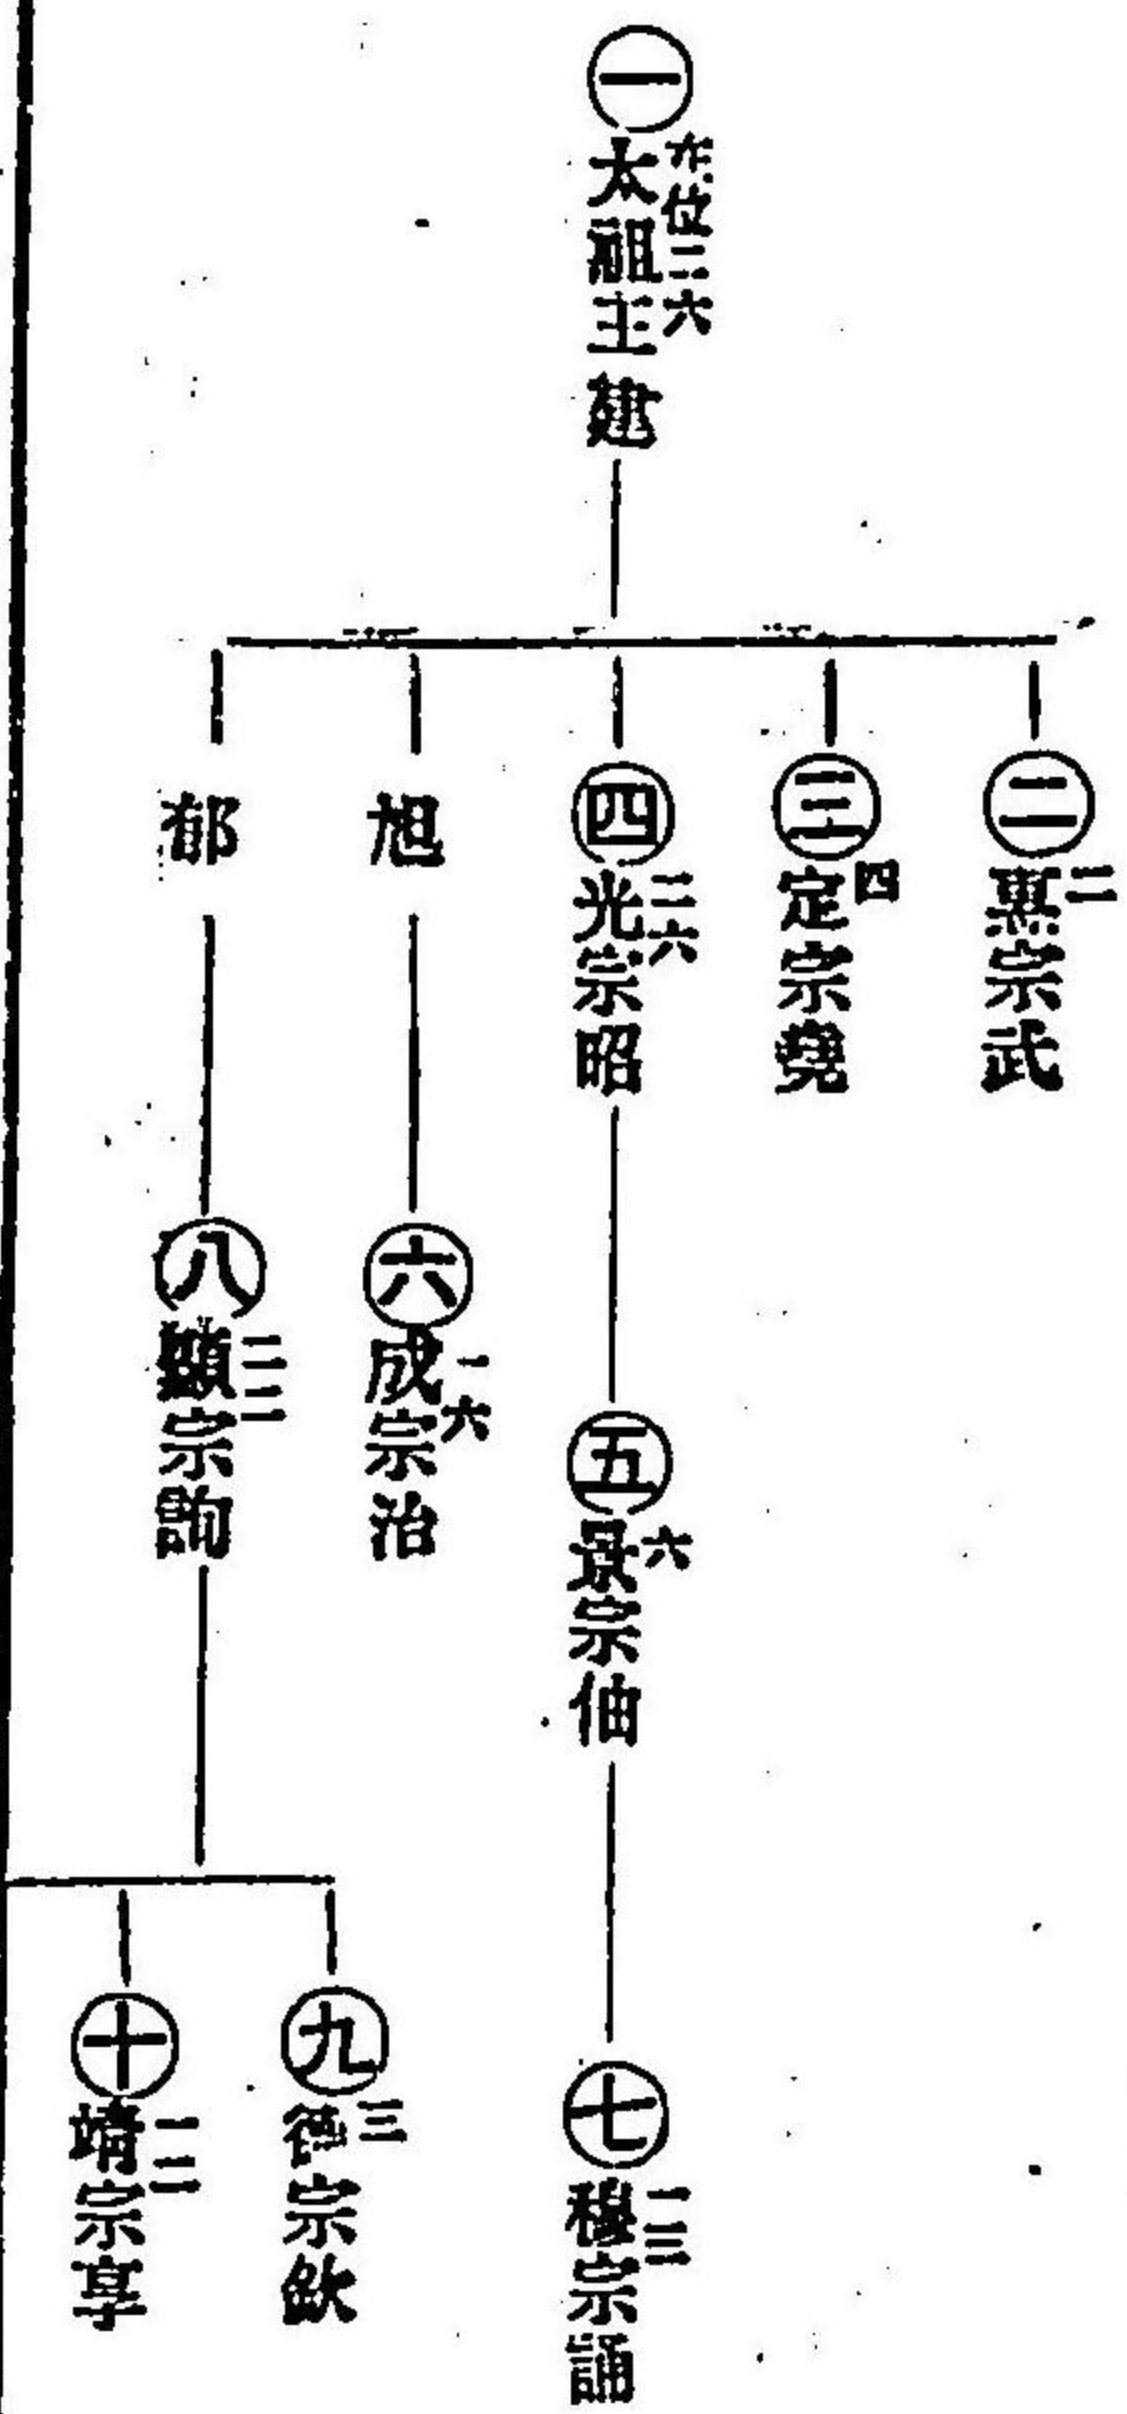 ㊀太祖王建
在位二六
㊁惠宗武
二
㊂定宗堯
四
㊃光宗昭
二六
㊄景宗伷
六
㊆穆宗誦
一三
旭
㊅成宗治
一六
郁
㊇顯宗詢
二二
㊈德宗欽
三
㊉靖宗享
一二